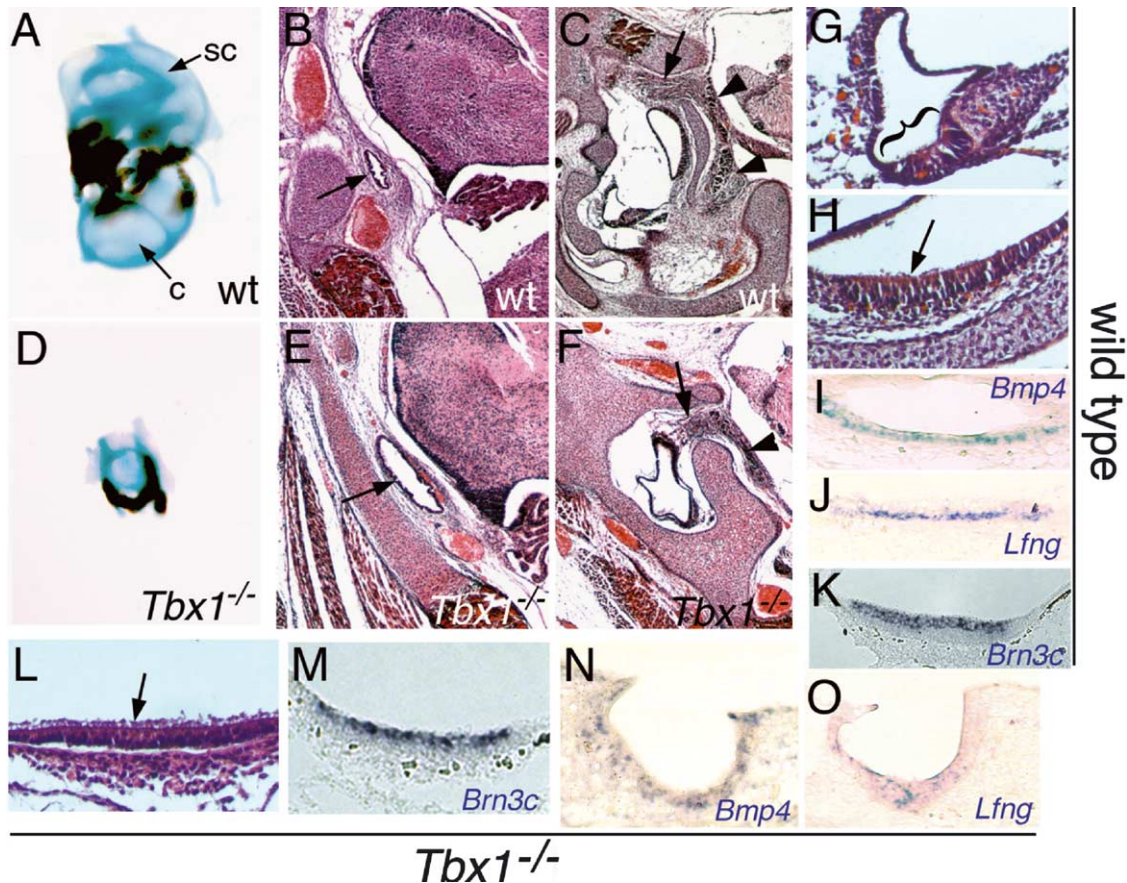 A
sc
c
wt
B
wt
C
wt
G
H
wild type
D
Tbx1-/-
E
Tbx1-/-
F
Tbx1-/-
I
Bmp4
J
Lfng
K
Brn3c
L
M
Brn3c
N
Bmp4
O
Lfng
Tbx1-/-